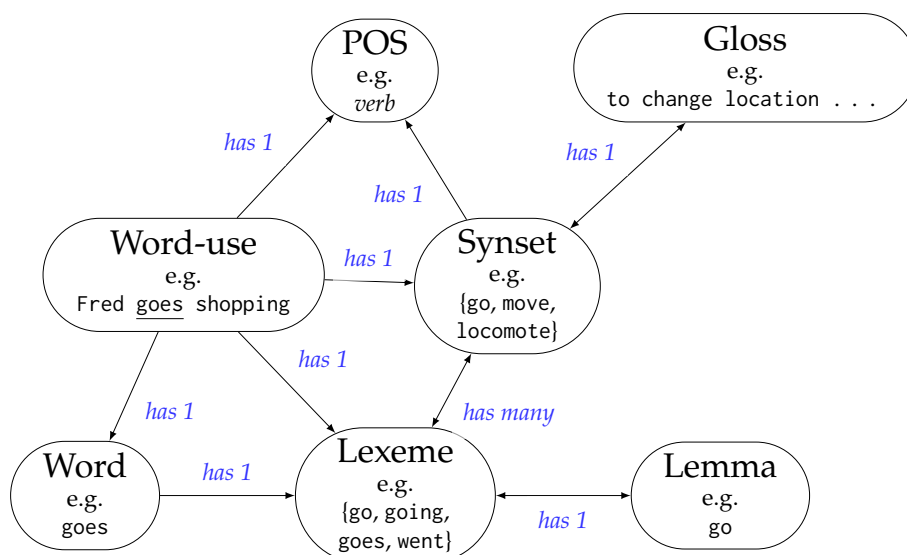 POS
e.g.
verb
Gloss
e.g.
to change location . . .
has 1
has 1
has 1
Word-use
e.g.
Fred goes shopping
has 1
Synset
e.g.
{go, move,
locomote}
has 1
has 1
has many
Word
e.g.
goes
has 1
Lexeme
e.g.
{go, going,
goes, went}
has 1
Lemma
e.g.
go